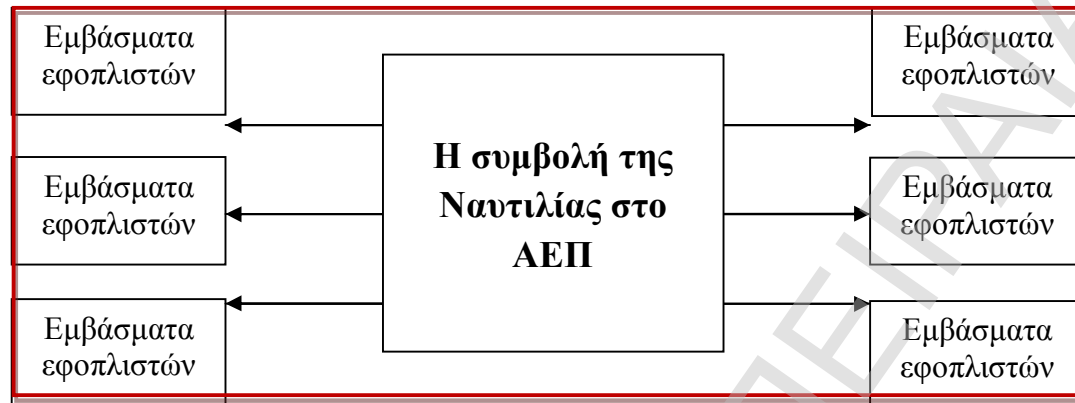 Εμβάσματα
εφοπλιστών
Εμβάσματα
εφοπλιστών
Η συμβολή της
Ναυτιλίας στο
ΑΕΠ
Εμβάσματα
εφοπλιστών
Εμβάσματα
εφοπλιστών
Εμβάσματα
εφοπλιστών
Εμβάσματα
εφοπλιστών